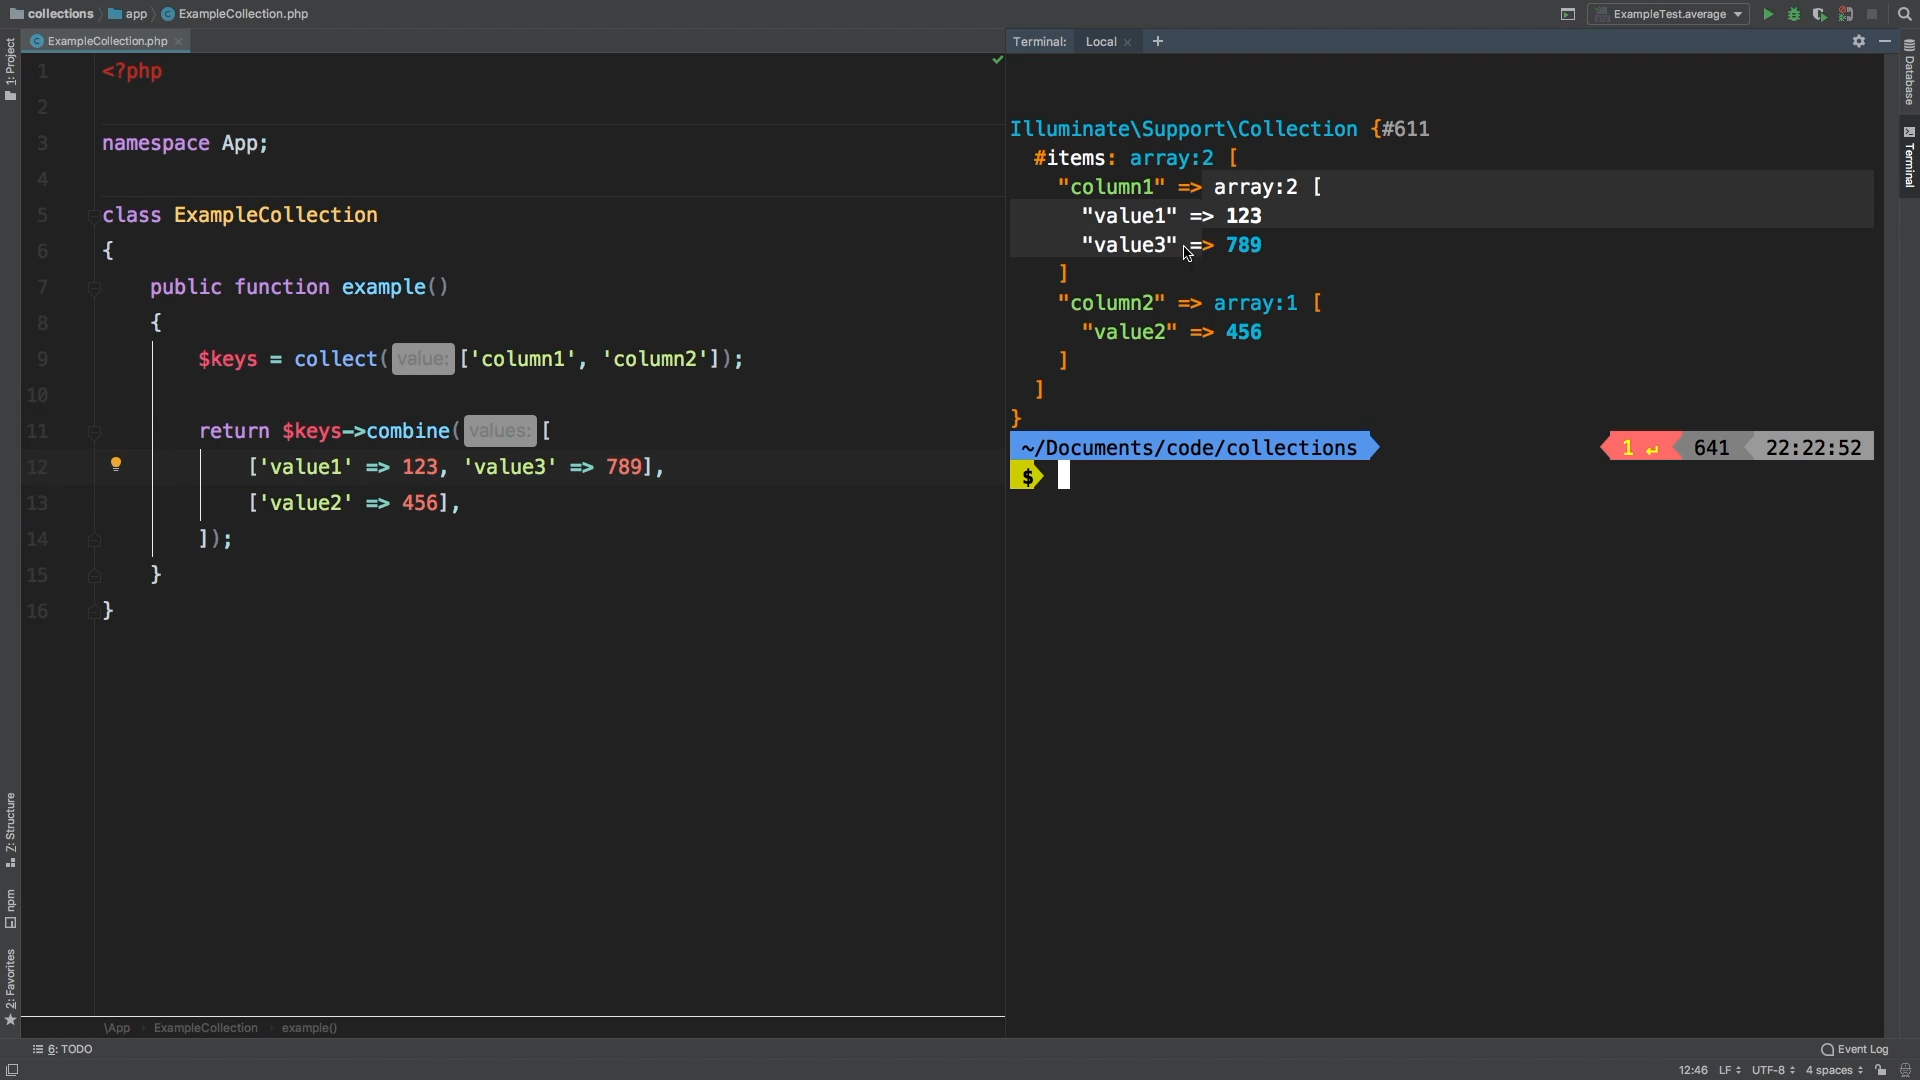 collections app ExampleCollection.php
ExampleTest.average
ExampleCollection.php
Terminal: Local +
1: Project
Z: Structure
npm
2: Favorites
Database
Terminal
1 <?php
2
3 namespace App;
4
5 class ExampleCollection
6 {
7 public function example()
8 {
9 $keys = collect( value: ['column1', 'column2']);
10
11 return $keys->combine( values: [
12 ['value1' => 123, 'value3' => 789],
13 ['value2' => 456],
14 ]);
15 }
16 }
Illuminate\Support\Collection {#611
#items: array:2 [
"column1" => array:2 [
"value1" => 123
"value3" => 789
]
"column2" => array:1 [
"value2" => 456
]
]
}
~/Documents/code/collections 1 ↵ 641 22:22:52
$
\App › ExampleCollection › example()
6: TODO
Event Log
12:46 LF UTF-8 4 spaces